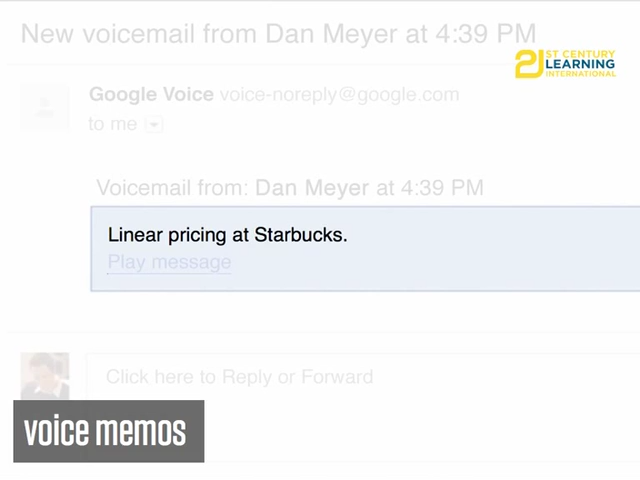 New voicemail from Dan Meyer at 4:39 PM
21ST CENTURY
LEARNING
INTERNATIONAL
Google Voice voice-noreply@google.com
to me
Voicemail from: Dan Meyer at 4:39 PM
Linear pricing at Starbucks.
Play message
Click here to Reply or Forward
voice memos